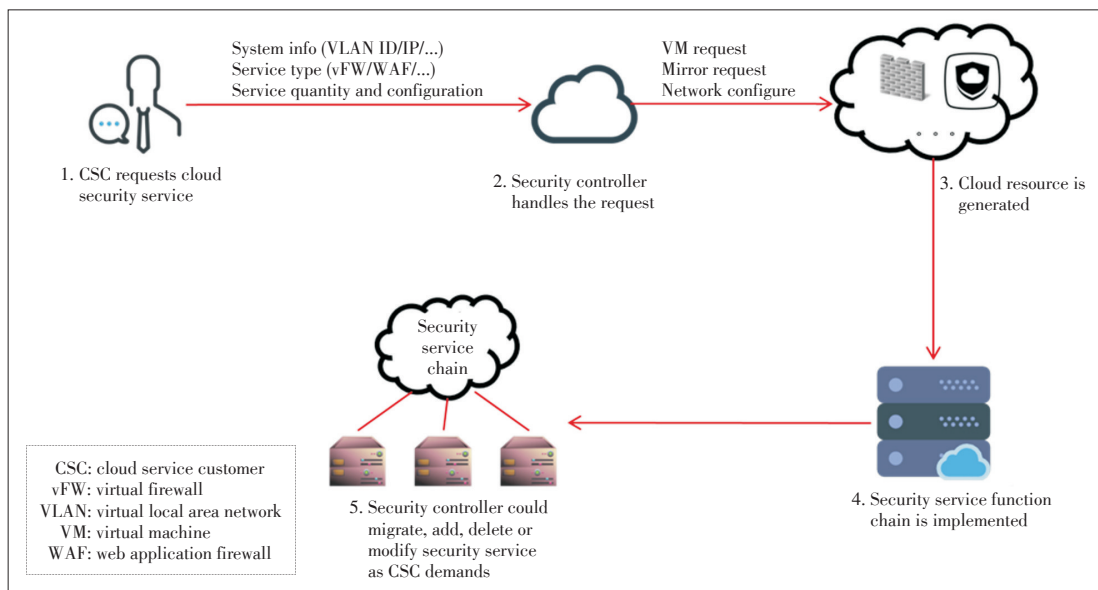 System info (VLAN ID/IP/...)
Service type (vFW/WAF/...)
Service quantity and configuration
VM request
Mirror request
Network configure
1. CSC requests cloud
security service
2. Security controller
handles the request
3. Cloud resource is
generated
Security
service
chain
4. Security service function
chain is implemented
5. Security controller could
migrate, add, delete or
modify security service
as CSC demands
CSC: cloud service customer
vFW: virtual firewall
VLAN: virtual local area network
VM: virtual machine
WAF: web application firewall